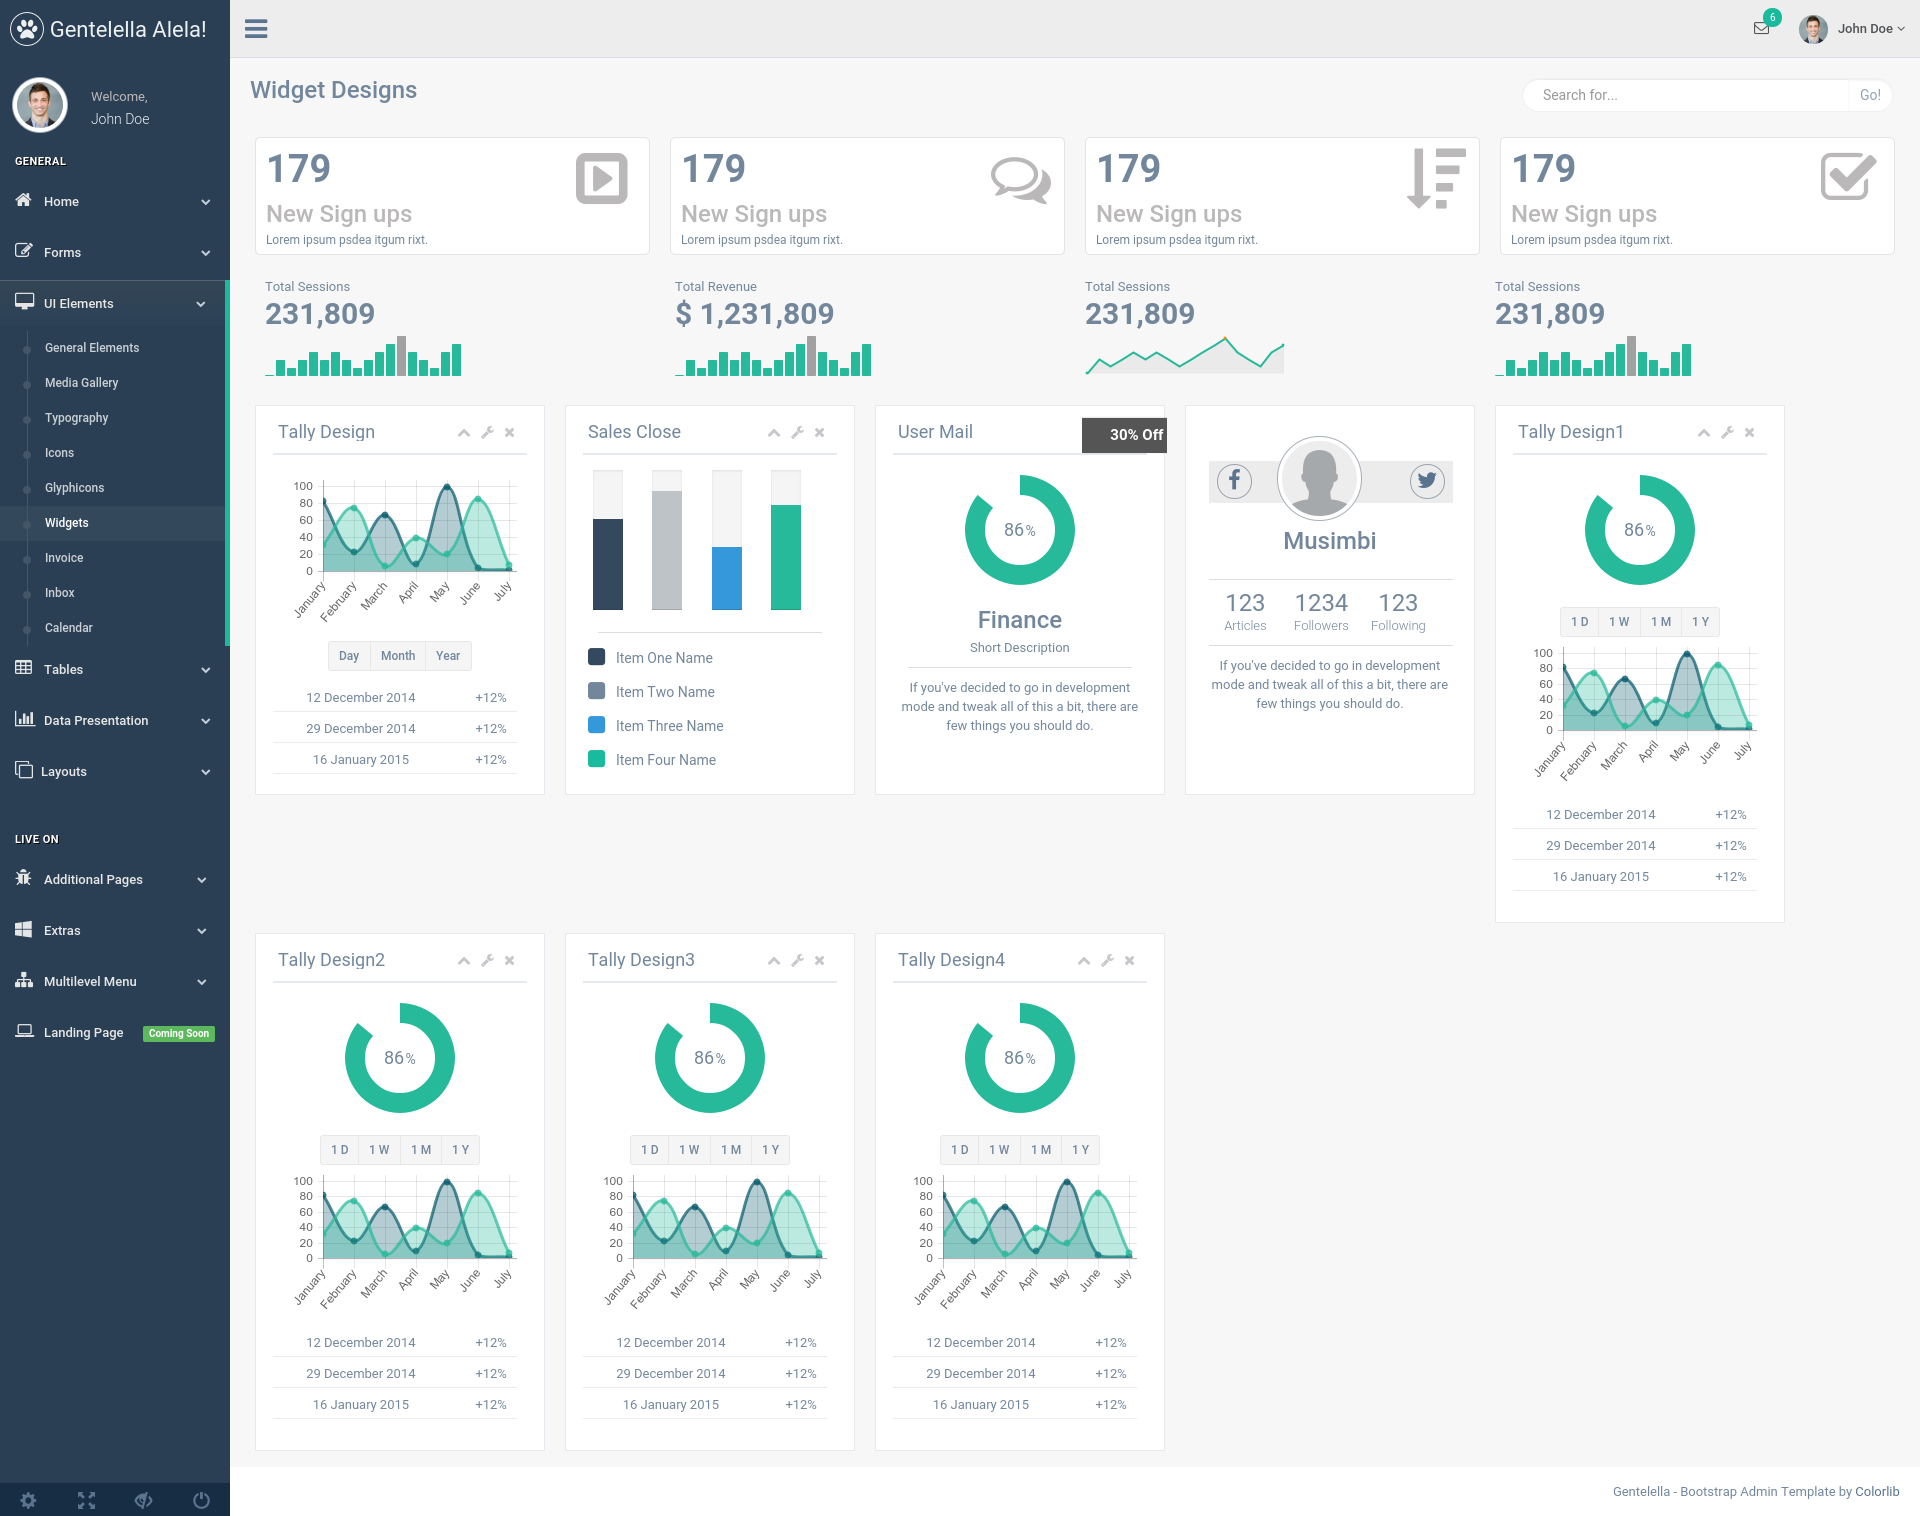 Gentelella Alela!
Welcome,
John Doe
GENERAL
Home
Forms
UI Elements
General Elements
Media Gallery
Typography
Icons
Glyphicons
Widgets
Invoice
Inbox
Calendar
Tables
Data Presentation
Layouts
LIVE ON
Additional Pages
Extras
Multilevel Menu
Landing Page Coming Soon
6
John Doe
Widget Designs
Search for...
Go!
179
New Sign ups
Lorem ipsum psdea itgum rixt.
179
New Sign ups
Lorem ipsum psdea itgum rixt.
179
New Sign ups
Lorem ipsum psdea itgum rixt.
179
New Sign ups
Lorem ipsum psdea itgum rixt.
Total Sessions
231,809
Total Revenue
$ 1,231,809
Total Sessions
231,809
Total Sessions
231,809
Tally Design
100
80
60
40
20
0
January February March April May June July
Day Month Year
12 December 2014 +12%
29 December 2014 +12%
16 January 2015 +12%
Sales Close
Item One Name
Item Two Name
Item Three Name
Item Four Name
User Mail
30% Off
86%
Finance
Short Description
If you've decided to go in development
mode and tweak all of this a bit, there are
few things you should do.
Musimbi
123 1234 123
Articles Followers Following
If you've decided to go in development
mode and tweak all of this a bit, there are
few things you should do.
Tally Design1
86%
1 D 1 W 1 M 1 Y
100
80
60
40
20
0
January February March April May June July
12 December 2014 +12%
29 December 2014 +12%
16 January 2015 +12%
Tally Design2
86%
1 D 1 W 1 M 1 Y
100
80
60
40
20
0
January February March April May June July
12 December 2014 +12%
29 December 2014 +12%
16 January 2015 +12%
Tally Design3
86%
1 D 1 W 1 M 1 Y
100
80
60
40
20
0
January February March April May June July
12 December 2014 +12%
29 December 2014 +12%
16 January 2015 +12%
Tally Design4
86%
1 D 1 W 1 M 1 Y
100
80
60
40
20
0
January February March April May June July
12 December 2014 +12%
29 December 2014 +12%
16 January 2015 +12%
Gentelella - Bootstrap Admin Template by Colorlib